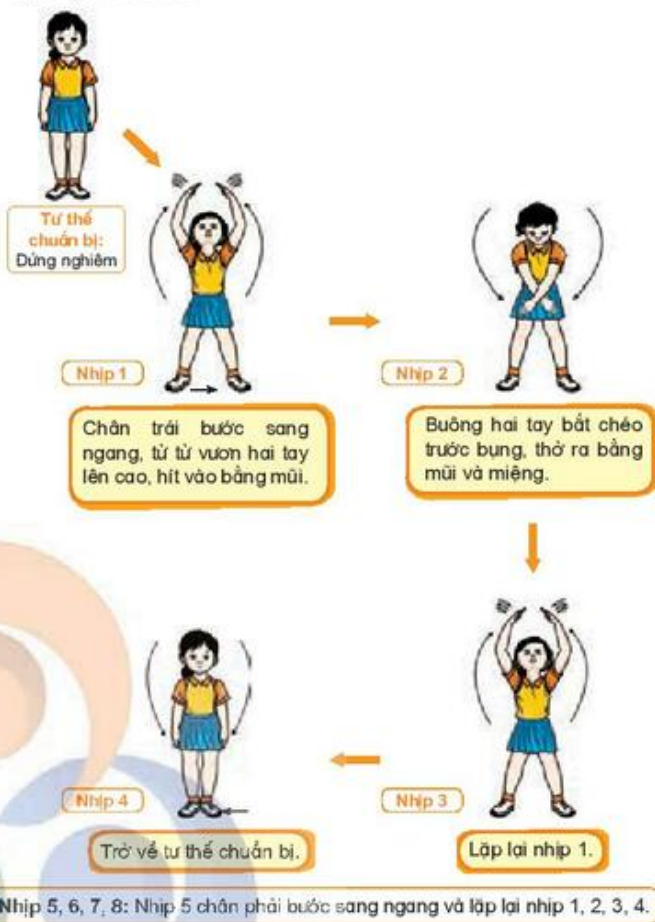 Tư thế
chuẩn bị:
Đứng nghiêm
Nhịp 1
Chân trái bước sang
ngang, từ từ vươn hai tay
lên cao, hít vào bằng mũi.
Nhịp 2
Buông hai tay bắt chéo
trước bụng, thở ra bằng
mũi và miệng.
Nhịp 3
Lặp lại nhịp 1.
Nhịp 4
Trở về tư thế chuẩn bị.
Nhịp 5, 6, 7, 8: Nhịp 5 chân phải bước sang ngang và lặp lại nhịp 1, 2, 3, 4.